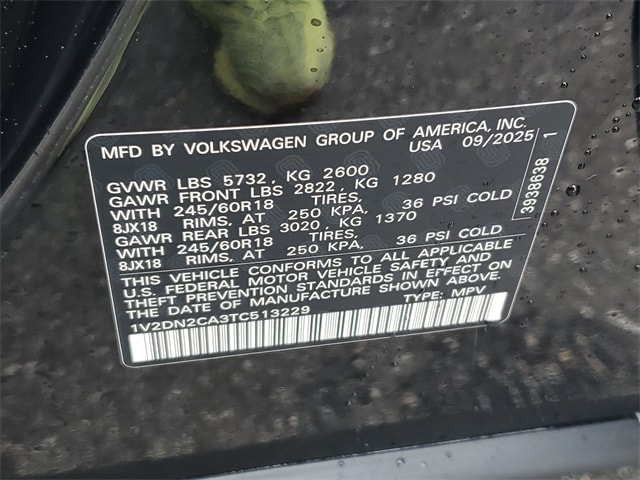 MFD BY VOLKSWAGEN GROUP OF AMERICA, INC.
USA 09/2025
GVWR LBS 5732, KG 2600
GAWR FRONT LBS 2822, KG 1280
WITH 245/60R18 TIRES,
8JX18 RIMS, AT 250 KPA, 36 PSI COLD
GAWR REAR LBS 3020, KG 1370
WITH 245/60R18 TIRES,
8JX18 RIMS, AT 250 KPA, 36 PSI COLD
THIS VEHICLE CONFORMS TO ALL APPLICABLE
U.S. FEDERAL MOTOR VEHICLE SAFETY AND
THEFT PREVENTION STANDARDS IN EFFECT ON
THE DATE OF MANUFACTURE SHOWN ABOVE.
1V2DN2CA3TC513229 TYPE: MPV
3938638 1